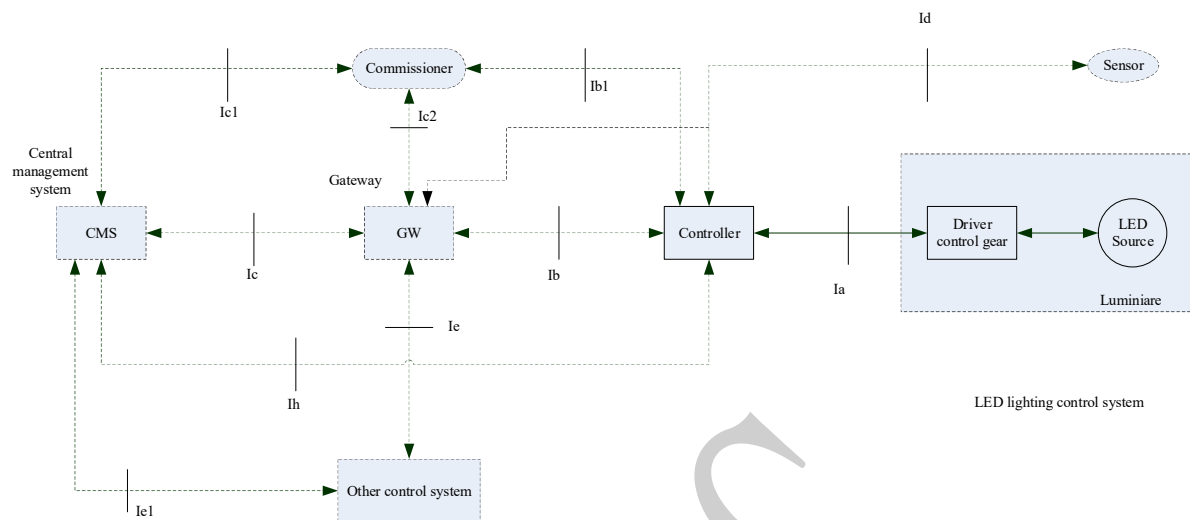 Id
Commissioner
Sensor
Ib1
Ic1
Ic2
Central
management
system
Gateway
CMS
GW
Controller
Driver
control gear
LED
Source
Ic
Ib
Ia
Luminiare
Ie
Ih
LED lighting control system
Other control system
Ie1